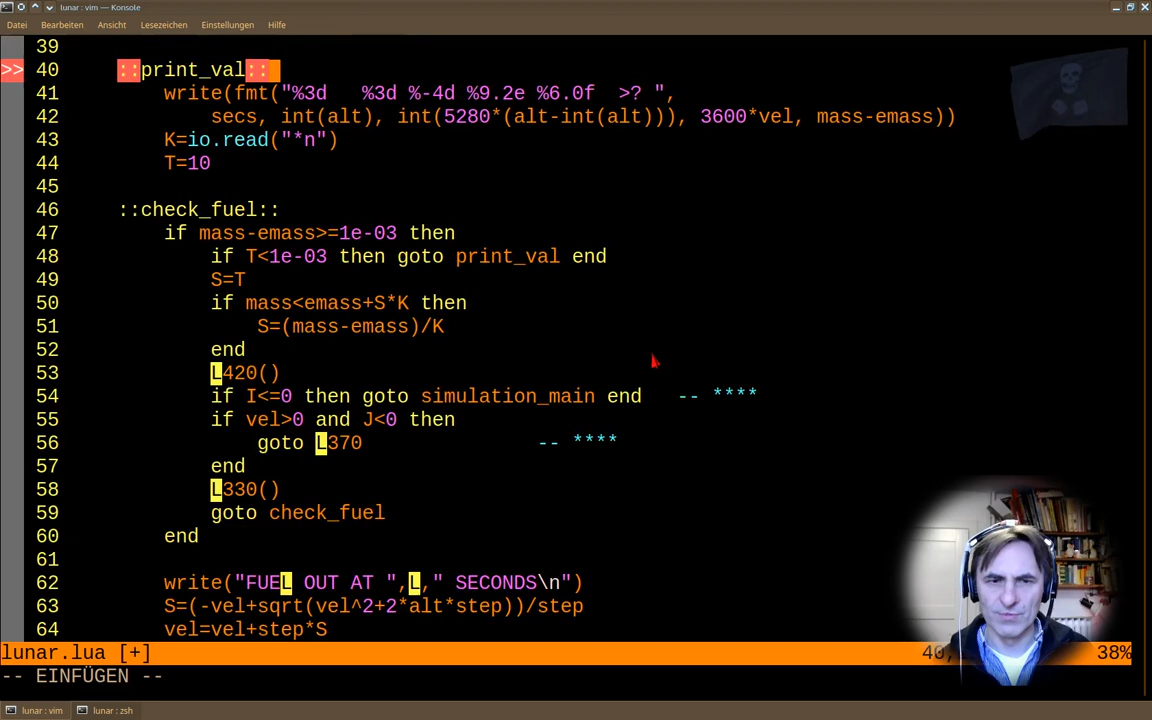 lunar : vim — Konsole
Datei Bearbeiten Ansicht Lesezeichen Einstellungen Hilfe
39
>> 40 ::print_val::
41 write(fmt("%3d   %3d %-4d %9.2e %6.0f  >? ",
42 secs, int(alt), int(5280*(alt-int(alt))), 3600*vel, mass-emass))
43 K=io.read("*n")
44 T=10
45
46 ::check_fuel::
47 if mass-emass>=1e-03 then
48 if T<1e-03 then goto print_val end
49 S=T
50 if mass<emass+S*K then
51 S=(mass-emass)/K
52 end
53 L420()
54 if I<=0 then goto simulation_main end   -- ****
55 if vel>0 and J<0 then
56 goto L370   -- ****
57 end
58 L330()
59 goto check_fuel
60 end
61
62 write("FUEL OUT AT ",L," SECONDS\n")
63 S=(-vel+sqrt(vel^2+2*alt*step))/step
64 vel=vel+step*S
lunar.lua [+] 40, 38%
-- EINFÜGEN --
lunar : vim lunar : zsh